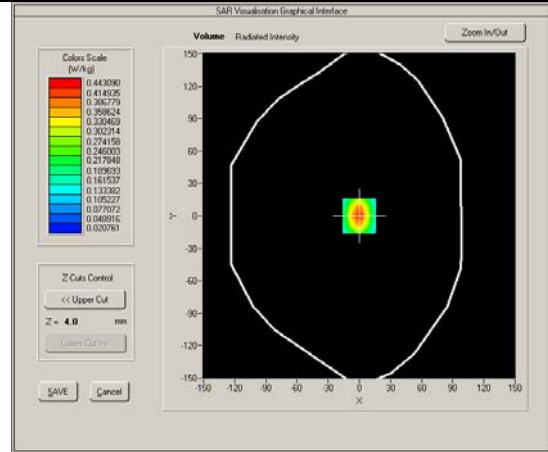 SAR Visualisation Graphical Interface
Volume Radiated Intensity
Zoom In/Out
Colors Scale
(W/kg)
0.443090
0.414935
0.386779
0.358624
0.330469
0.302314
0.274158
0.246003
0.217848
0.189693
0.161537
0.133382
0.105227
0.077072
0.048916
0.020761
Z-Cuts Control
<< Upper Cut
Z = 4.0 mm
Lower Cut >>
SAVE
Cancel
150
120
90
60
30
0
-30
-60
-90
-120
-150
Y
-150 -120 -90 -60 -30 0 30 60 90 120 150
X